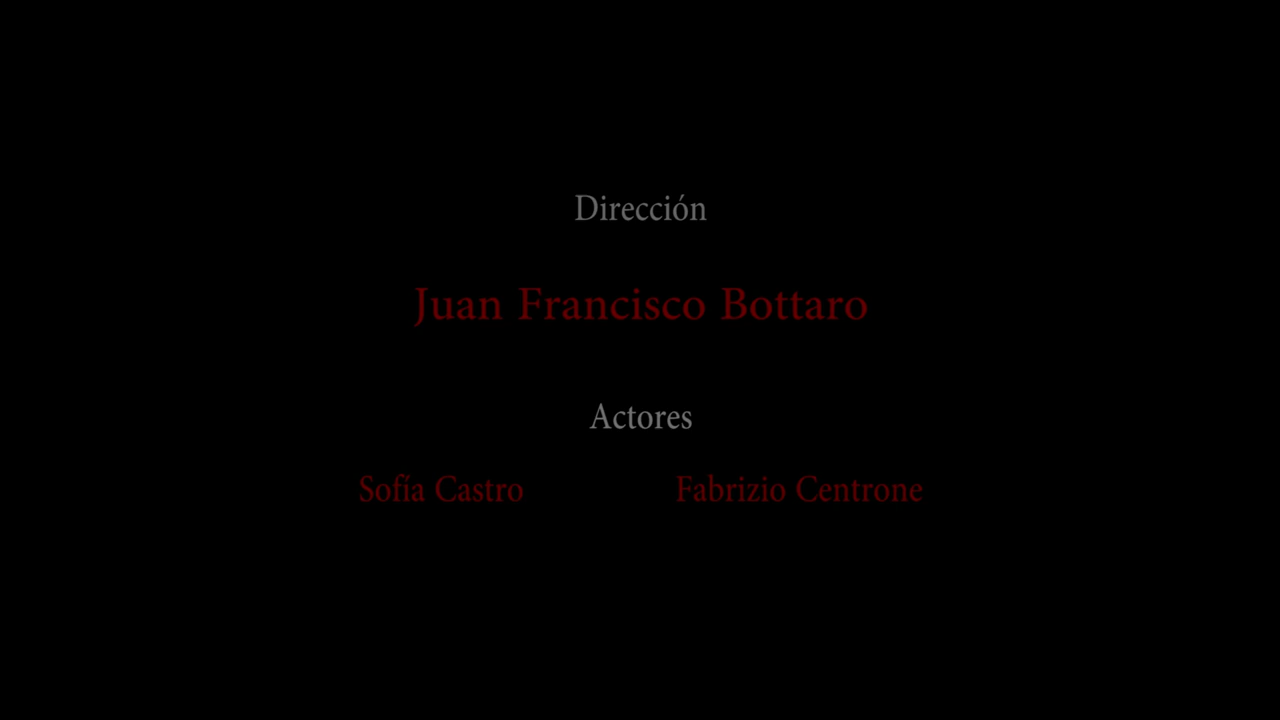 Dirección
Juan Francisco Bottaro
Actores
Sofía Castro Fabrizio Centrone